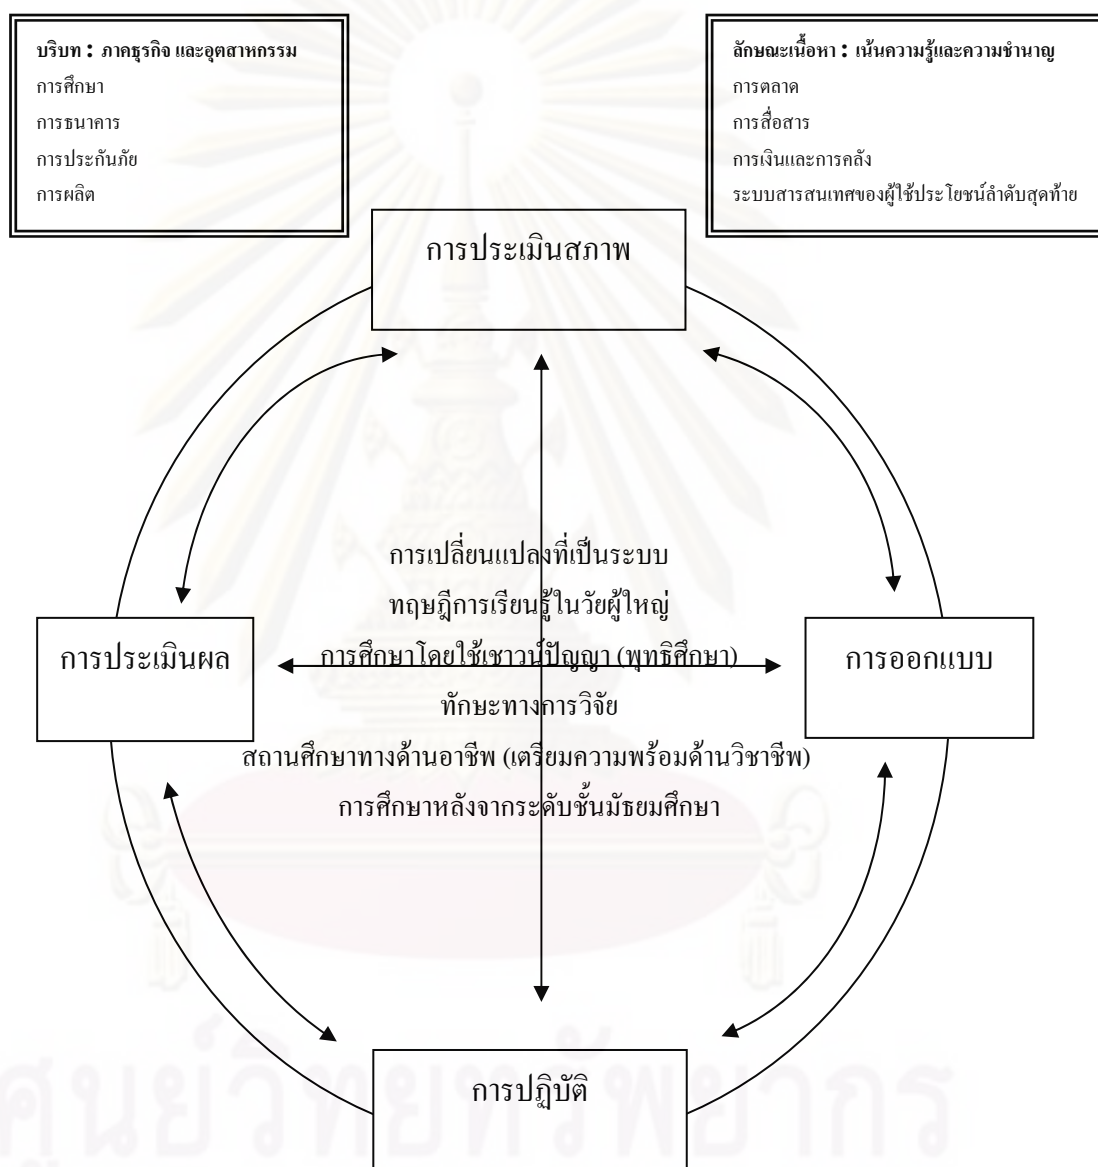 บริบท : ภาคธุรกิจ และอุตสาหกรรม
การศึกษา
การธนาคาร
การประกันภัย
การผลิต
ลักษณะเนื้อหา : เน้นความรู้และความชำนาญ
การตลาด
การสื่อสาร
การเงินและการคลัง
ระบบสารสนเทศของผู้ใช้ประโยชน์ลำดับสุดท้าย
การประเมินสภาพ
การเปลี่ยนแปลงที่เป็นระบบ
ทฤษฎีการเรียนรู้ในวัยผู้ใหญ่
การประเมินผล
การศึกษาโดยใช้เชาวน์ปัญญา (พุทธิศึกษา)
การออกแบบ
ทักษะทางการวิจัย
สถานศึกษาทางด้านอาชีพ (เตรียมความพร้อมด้านวิชาชีพ)
การศึกษาหลังจากระดับชั้นมัธยมศึกษา
การปฏิบัติ
ศูนย์วิทยทรัพยากร